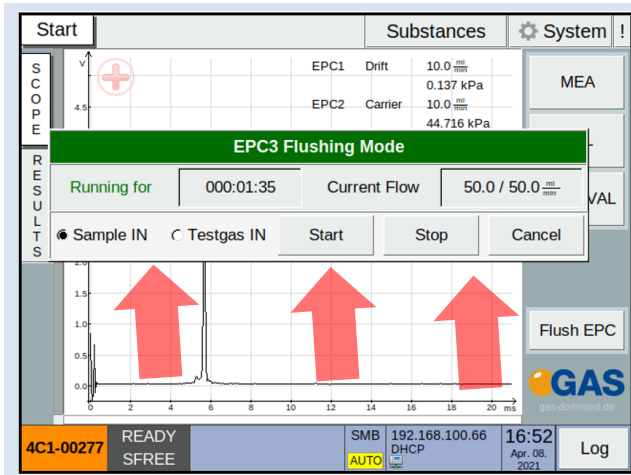 Start
Substances
System
!
SCOPE
RESULTS
V
EPC1 Drift 10.0 ml/min
0.137 kPa
EPC2 Carrier 10.0 ml/min
44.716 kPa
MEA
4.5
EPC3 Flushing Mode
Running for 000:01:35 Current Flow 50.0 / 50.0 ml/min
VAL
Sample IN Testgas IN Start Stop Cancel
2.0
1.5
1.0
0.5
0.0
0 2 4 6 8 10 12 14 16 18 20 ms
Flush EPC
GAS
gas-dortmund.de
4C1-00277
READY
SFREE
SMB
AUTO
192.168.100.66
DHCP
16:52
Apr. 08.
2021
Log